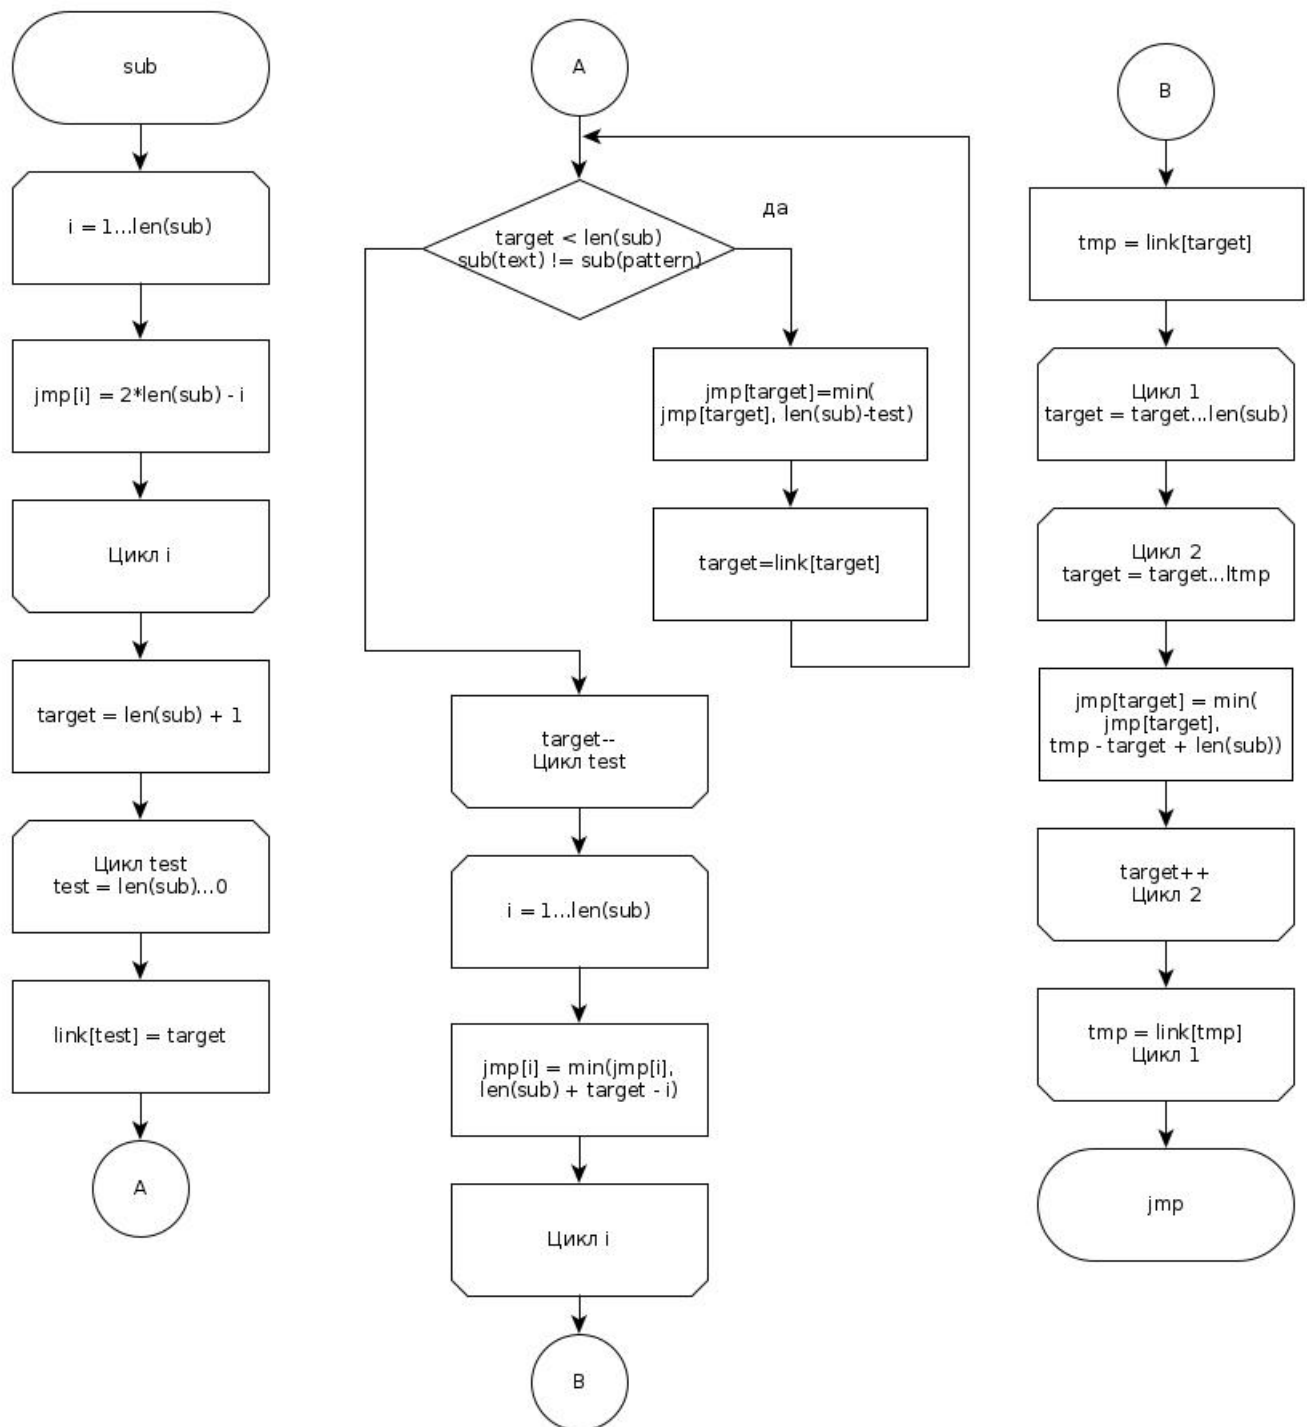 sub
i = 1...len(sub)
jmp[i] = 2*len(sub) - i
Цикл i
target = len(sub) + 1
Цикл test
test = len(sub)...0
link[test] = target
A
A
да
target < len(sub)
sub(text) != sub(pattern)
jmp[target]=min(
jmp[target], len(sub)-test)
target=link[target]
target--
Цикл test
i = 1...len(sub)
jmp[i] = min(jmp[i],
len(sub) + target - i)
Цикл i
B
B
tmp = link[target]
Цикл 1
target = target...len(sub)
Цикл 2
target = target...ltmp
jmp[target] = min(
jmp[target],
tmp - target + len(sub))
target++
Цикл 2
tmp = link[tmp]
Цикл 1
jmp